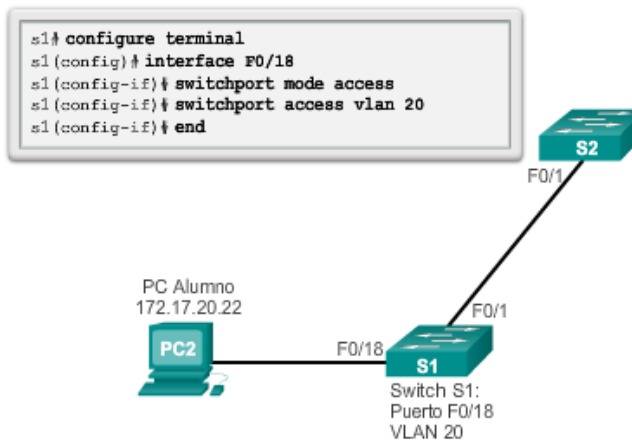 s1# configure terminal
s1(config)# interface F0/18
s1(config-if)# switchport mode access
s1(config-if)# switchport access vlan 20
s1(config-if)# end
S2
F0/1
PC Alumno
172.17.20.22
F0/1
PC2
F0/18
S1
Switch S1:
Puerto F0/18
VLAN 20